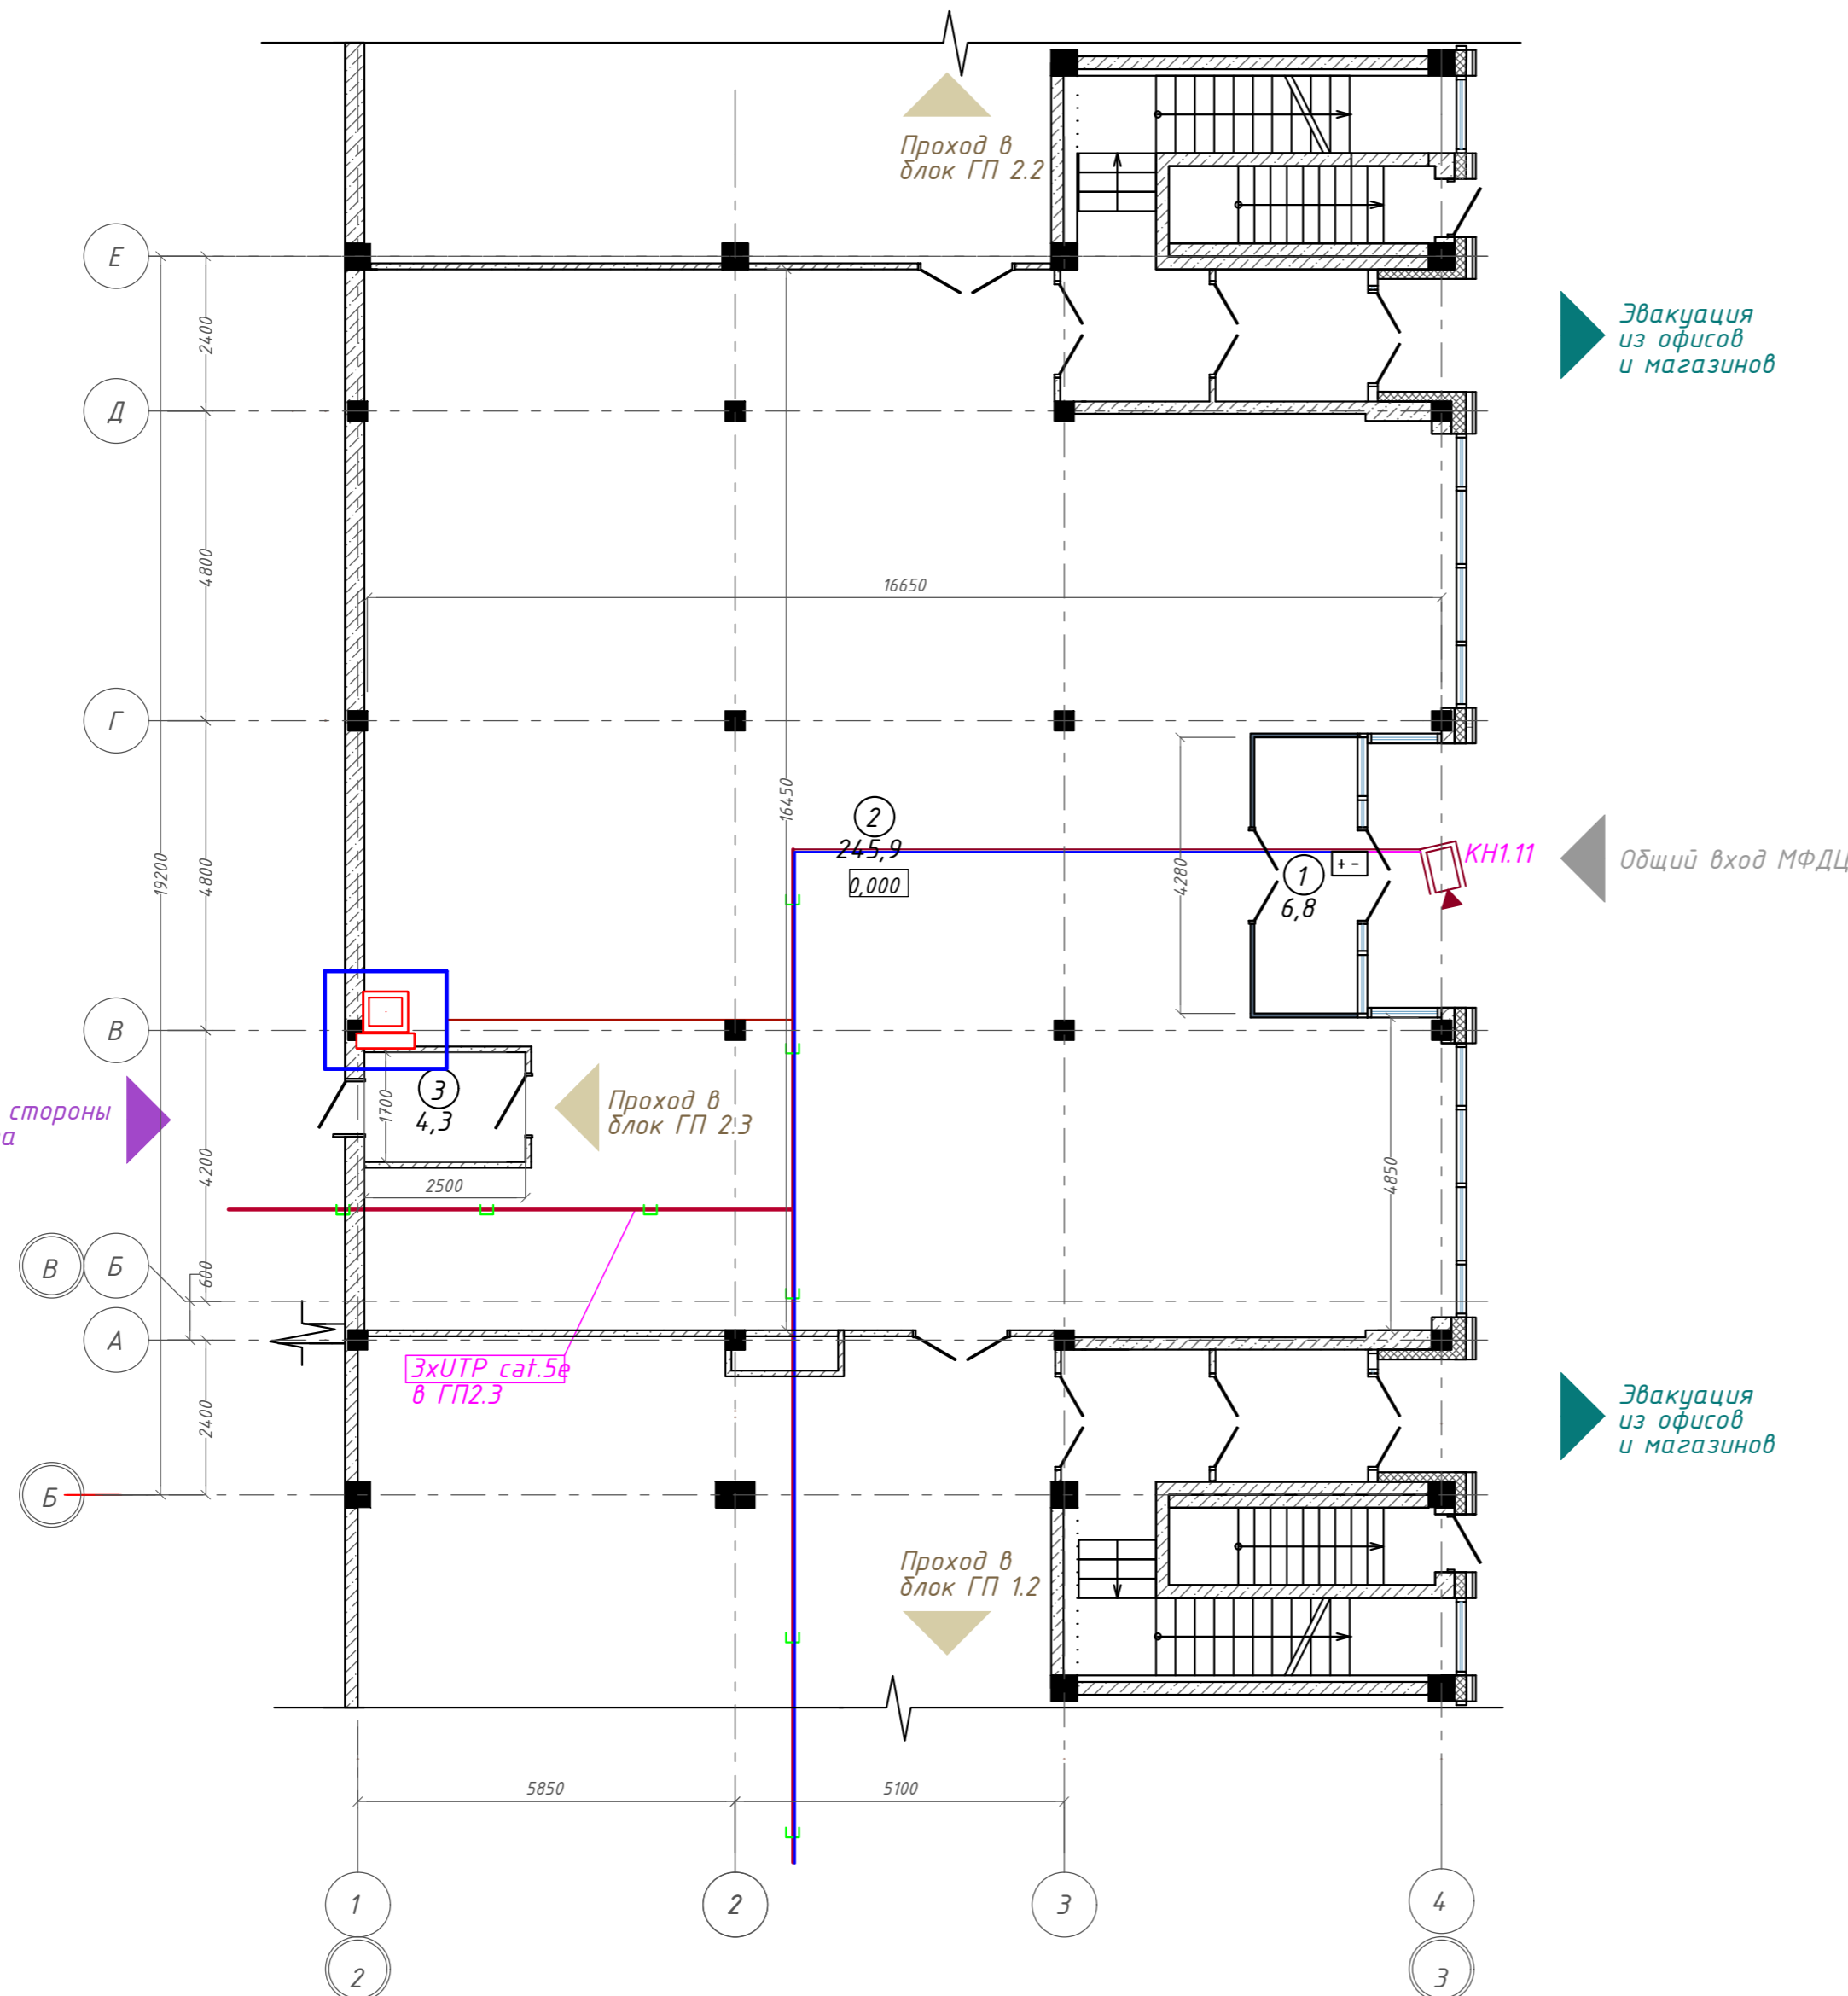 Проход в
блок ГП 2.2
Е
2400
Эвакуация
из офисов
и магазинов
Д
4800
16650
Г
16450
2
245,9
0,000
19200
4800
4280
+ -
1
6,8
КН1.11
Общий вход МФДЦ
В
3
4,3
1700
Проход в
блок ГП 2.3
стороны
а
4200
2500
4850
В
Б
600
А
3xUTP cat.5e
в ГП2.3
2400
Эвакуация
из офисов
и магазинов
Б
Проход в
блок ГП 1.2
5850
5100
1
2
3
4
2
3